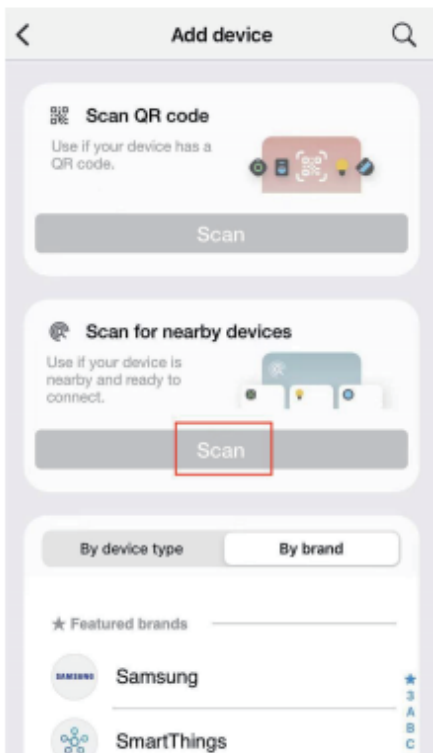 Add device
Scan QR code
Use if your device has a
QR code.
Scan
Scan for nearby devices
Use if your device is
nearby and ready to
connect.
Scan
By device type
By brand
★ Featured brands
SAMSUNG
Samsung
★
3
A
B
C
SmartThings